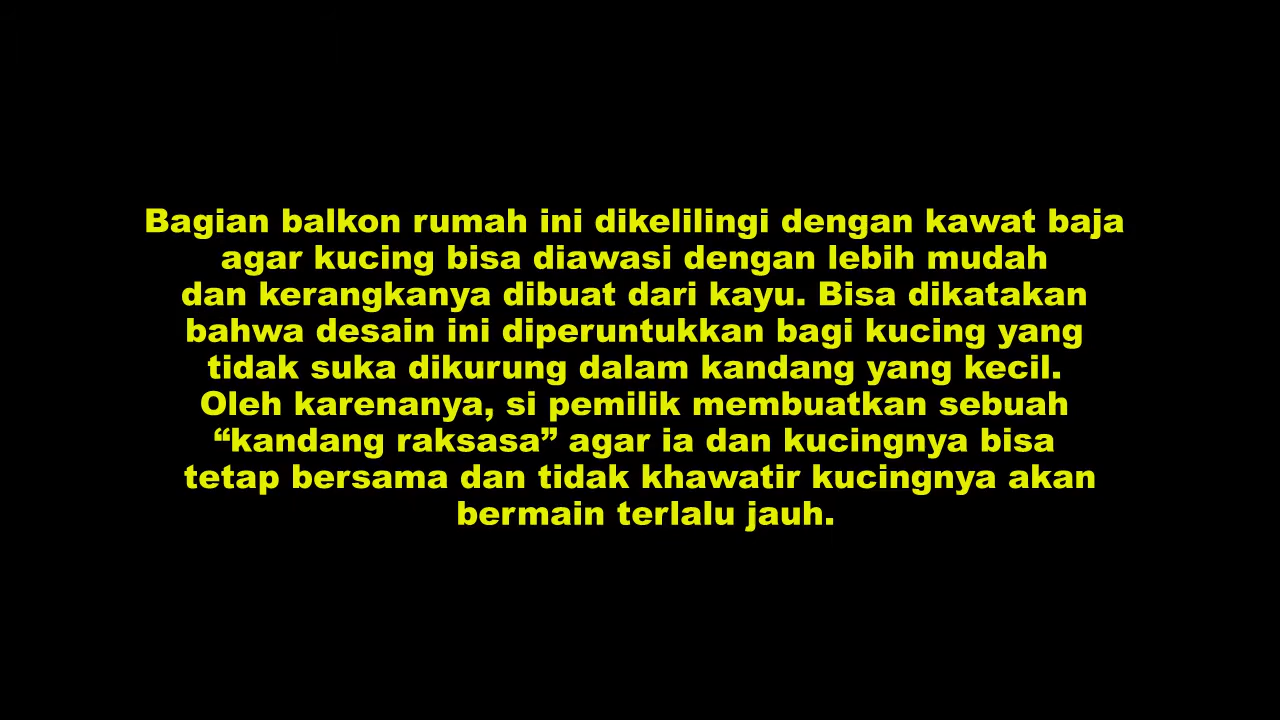 Bagian balkon rumah ini dikelilingi dengan kawat baja
agar kucing bisa diawasi dengan lebih mudah
dan kerangkanya dibuat dari kayu. Bisa dikatakan
bahwa desain ini diperuntukkan bagi kucing yang
tidak suka dikurung dalam kandang yang kecil.
Oleh karenanya, si pemilik membuatkan sebuah
“kandang raksasa” agar ia dan kucingnya bisa
tetap bersama dan tidak khawatir kucingnya akan
bermain terlalu jauh.